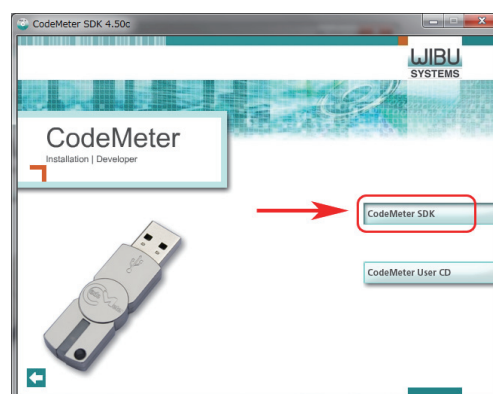 CodeMeter SDK 4.50c
WIBU
SYSTEMS
CodeMeter
Installation | Developer
CodeMeter SDK
CodeMeter User CD